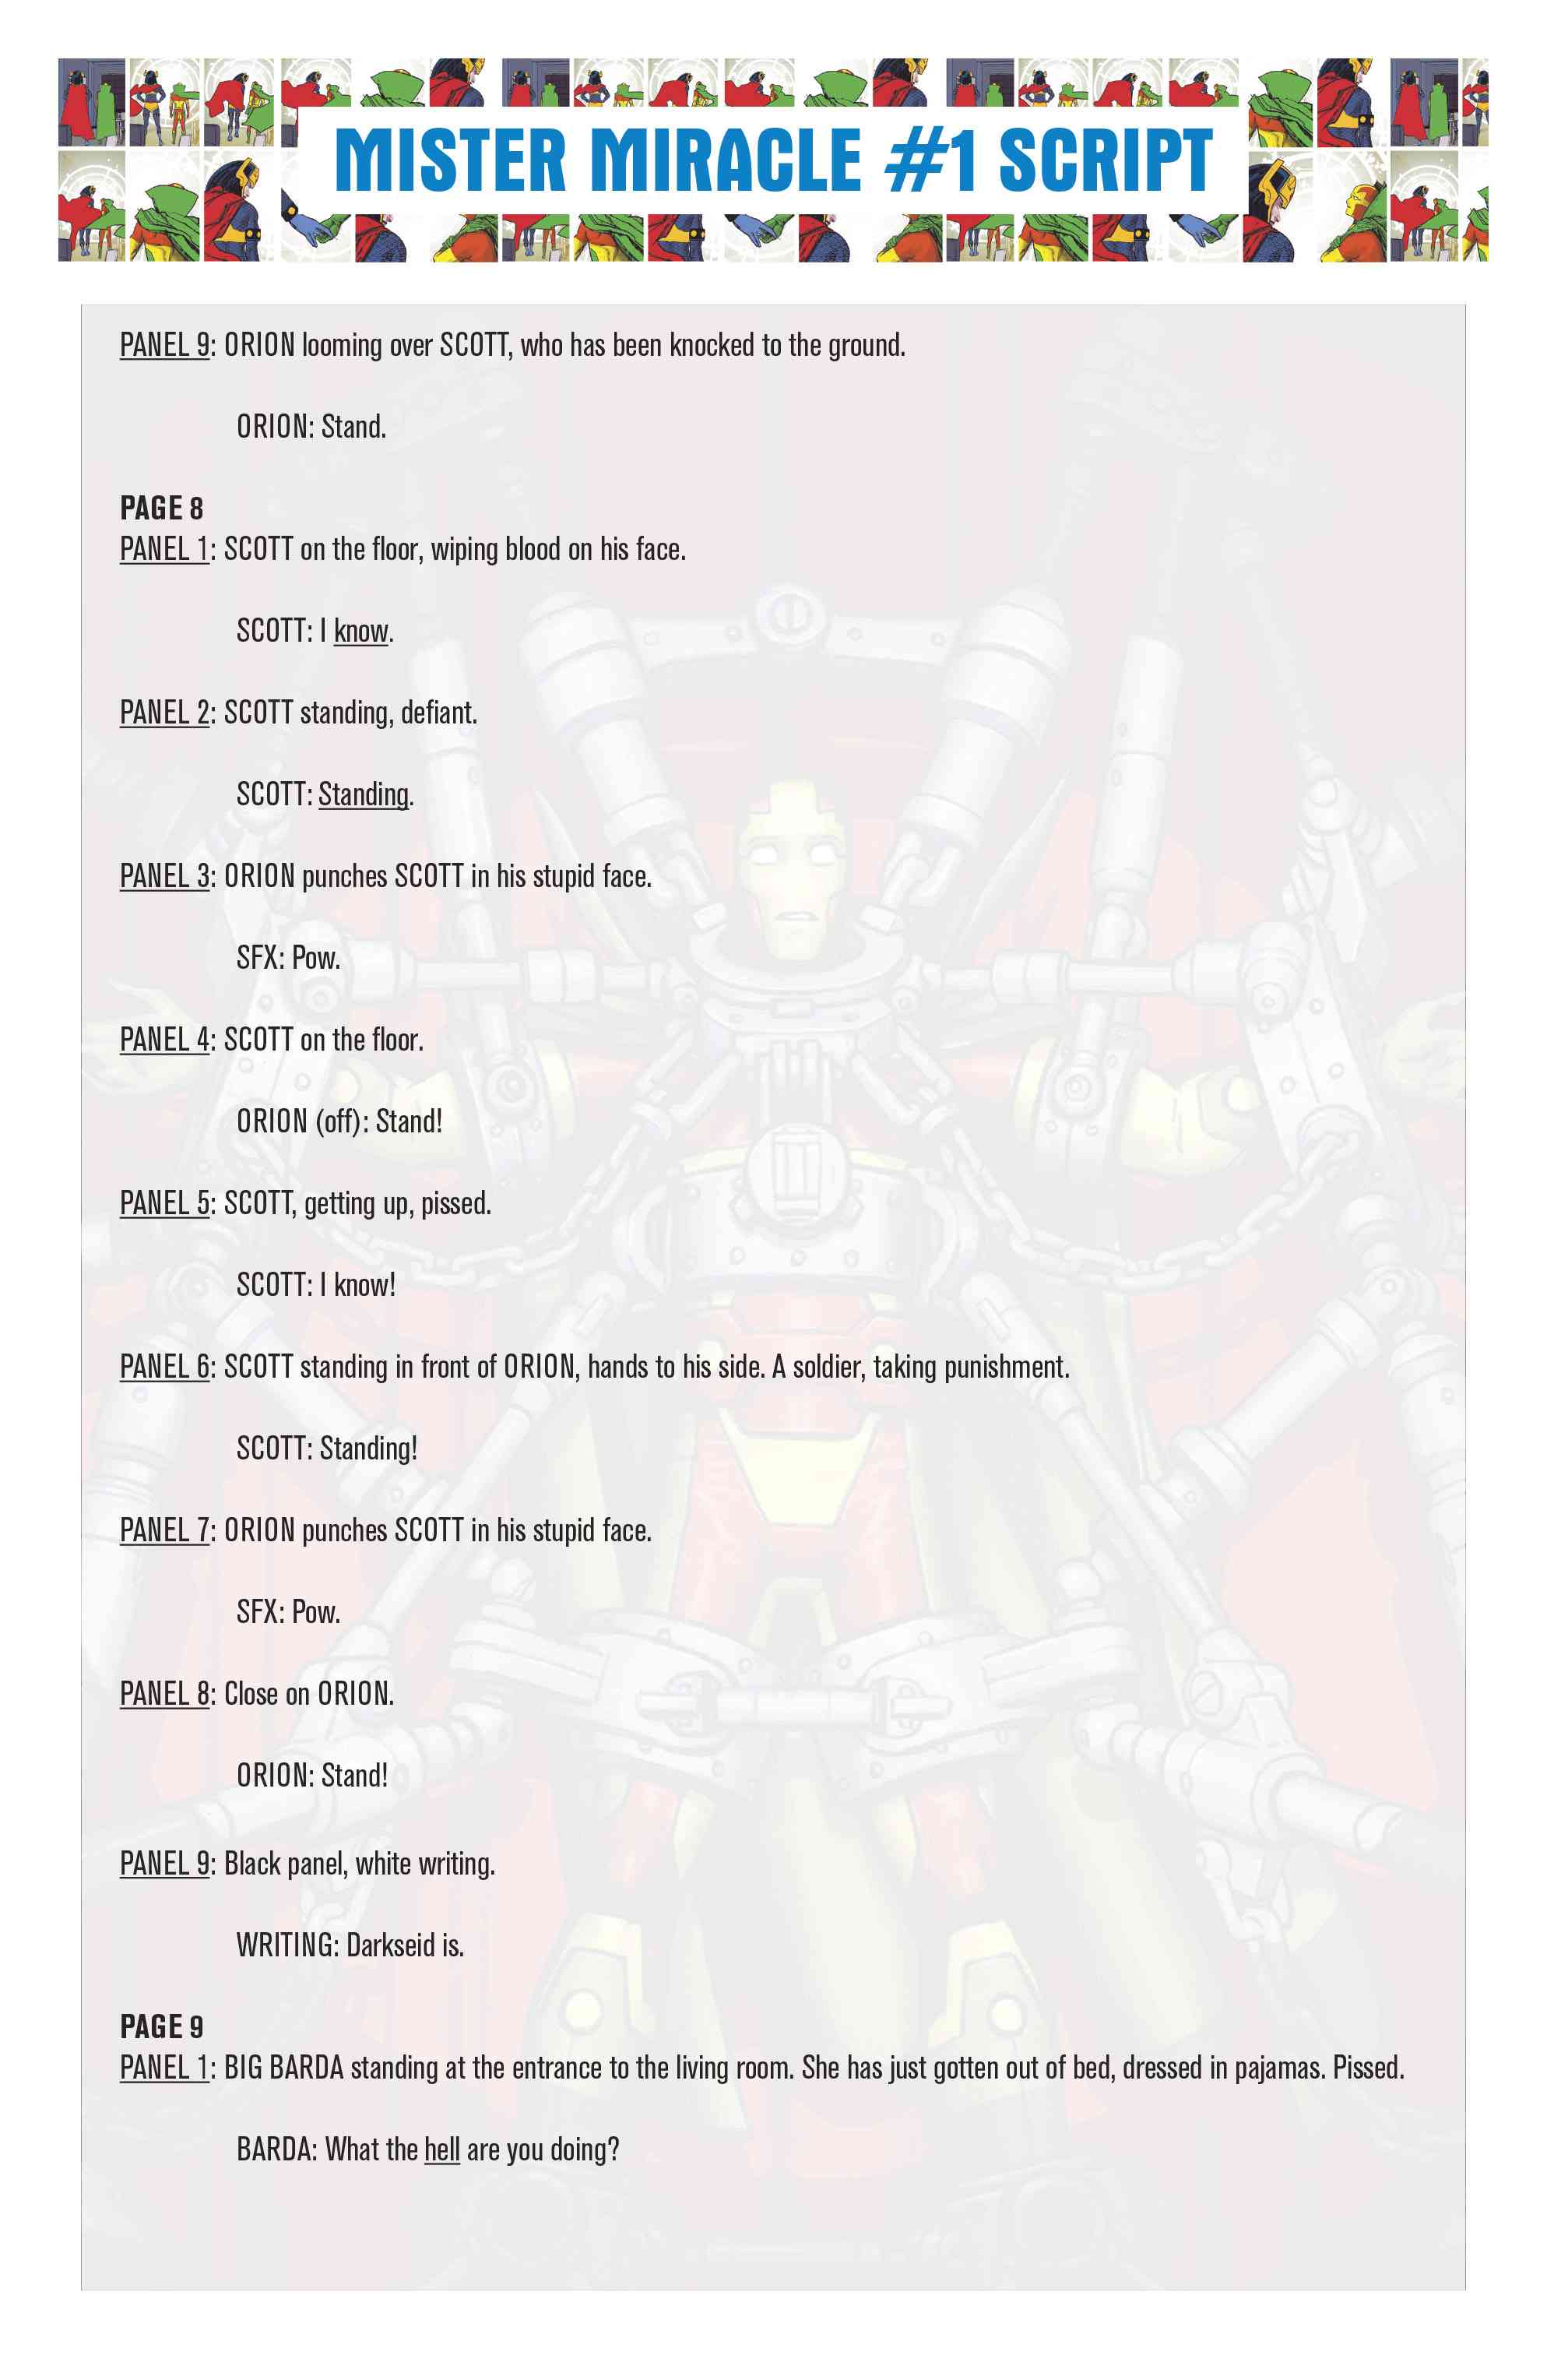 MISTER MIRACLE #1 SCRIPT
PANEL 9: ORION looming over SCOTT, who has been knocked to the ground.
ORION: Stand.
PAGE 8
PANEL 1: SCOTT on the floor, wiping blood on his face.
SCOTT: I know.
PANEL 2: SCOTT standing, defiant.
SCOTT: Standing.
PANEL 3: ORION punches SCOTT in his stupid face.
SFX: Pow.
PANEL 4: SCOTT on the floor.
ORION (off): Stand!
PANEL 5: SCOTT, getting up, pissed.
SCOTT: I know!
PANEL 6: SCOTT standing in front of ORION, hands to his side. A soldier, taking punishment.
SCOTT: Standing!
PANEL 7: ORION punches SCOTT in his stupid face.
SFX: Pow.
PANEL 8: Close on ORION.
ORION: Stand!
PANEL 9: Black panel, white writing.
WRITING: Darkseid is.
PAGE 9
PANEL 1: BIG BARDA standing at the entrance to the living room. She has just gotten out of bed, dressed in pajamas. Pissed.
BARDA: What the hell are you doing?